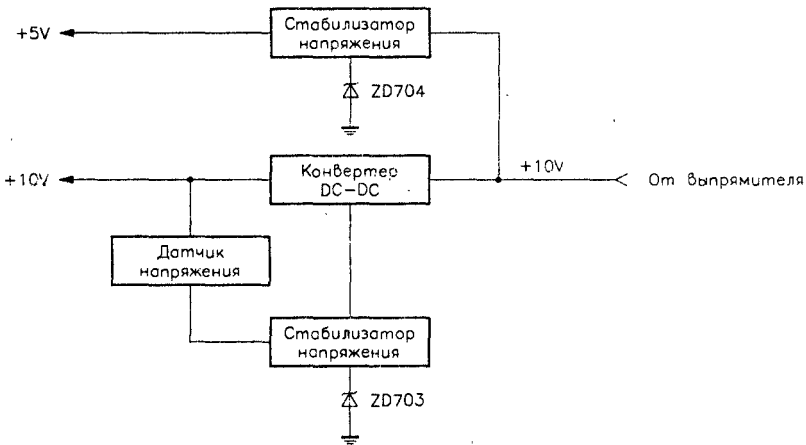 Стабилизатор
напряжения
+5V
ZD704
Конвертер
DC-DC
+10V
+10V
От выпрямителя
Датчик
напряжения
Стабилизатор
напряжения
ZD703